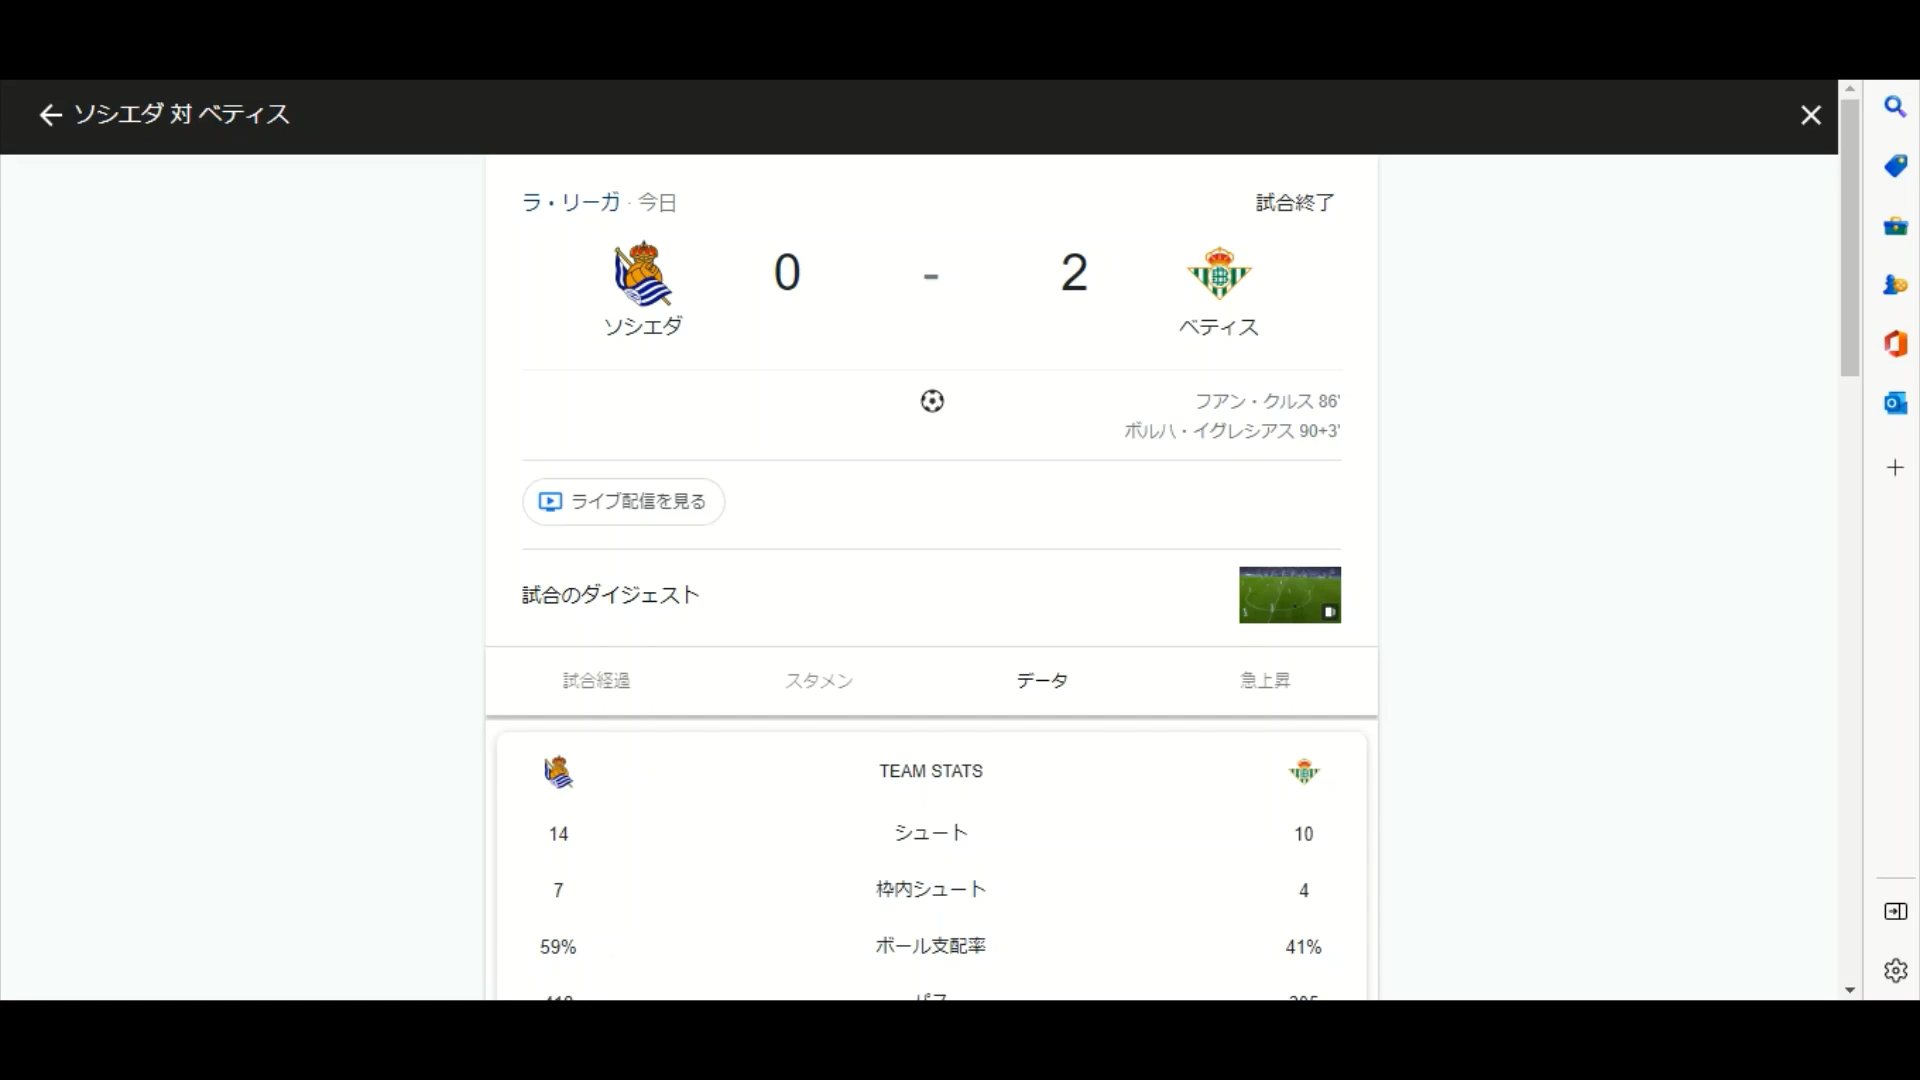 ソシエダ 対 ベティス
ラ・リーガ · 今日
試合終了
0 - 2
ソシエダ
ベティス
フアン・クルス 86'
ボルハ・イグレシアス 90+3'
ライブ配信を見る
試合のダイジェスト
試合経過 スタメン データ 急上昇
TEAM STATS
14 シュート 10
7 枠内シュート 4
59% ボール支配率 41%
パス